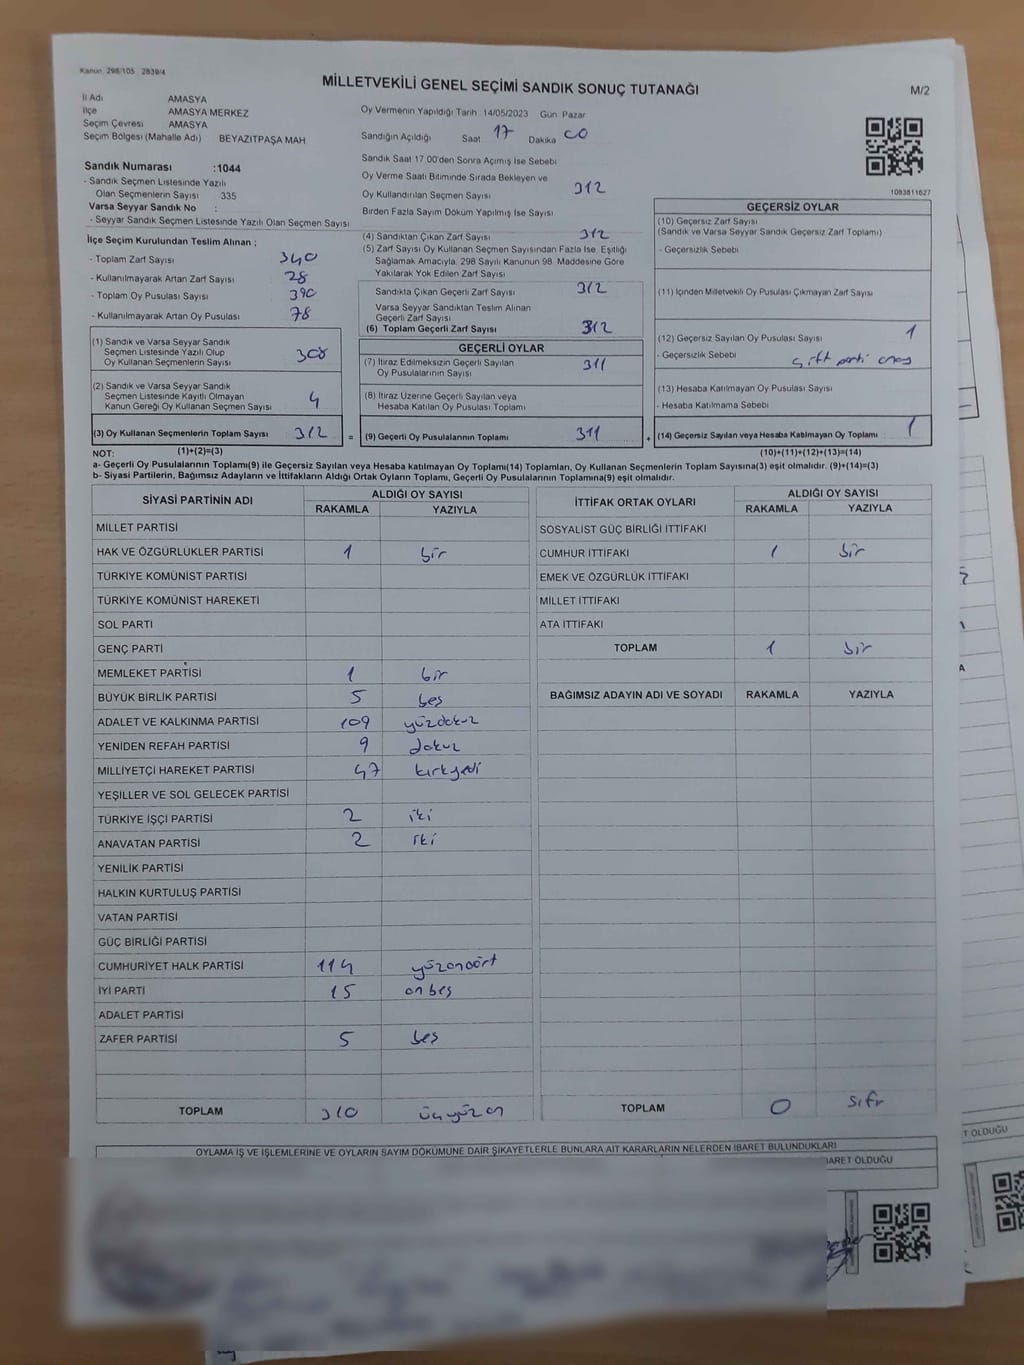 Kanun 298/105 2839/4
MİLLETVEKİLİ GENEL SEÇİMİ SANDIK SONUÇ TUTANAĞI
M/2
İl Adı AMASYA
İlçe AMASYA MERKEZ
Seçim Çevresi AMASYA
Seçim Bölgesi (Mahalle Adı) BEYAZITPAŞA MAH
Oy Vermenin Yapıldığı Tarih 14/05/2023 Gün Pazar
Sandığın Açıldığı Saat 17 Dakika 00
Sandık Saat 17 00'den Sonra Açımış İse Sebebi
Oy Verme Saati Bitiminde Sırada Bekleyen ve
Oy Kullandırılan Seçmen Sayısı 312
Birden Fazla Sayım Döküm Yapılmış İse Sayısı
1093811627
Sandık Numarası :1044
- Sandık Seçmen Listesinde Yazılı
Olan Seçmenlerin Sayısı 335
Varsa Seyyar Sandık No :
- Seyyar Sandık Seçmen Listesinde Yazılı Olan Seçmen Sayısı
İlçe Seçim Kurulundan Teslim Alınan ;
- Toplam Zarf Sayısı 340
- Kullanılmayarak Artan Zarf Sayısı 28
- Toplam Oy Pusulası Sayısı 390
- Kullanılmayarak Artan Oy Pusulası 78
(4) Sandıktan Çıkan Zarf Sayısı 312
(5) Zarf Sayısı Oy Kullanan Seçmen Sayısından Fazla İse, Eşitliği
Sağlamak Amacıyla, 298 Sayılı Kanunun 98. Maddesine Göre
Yakılarak Yok Edilen Zarf Sayısı
Sandıkta Çıkan Geçerli Zarf Sayısı 312
Varsa Seyyar Sandıktan Teslim Alınan
Geçerli Zarf Sayısı
(6) Toplam Geçerli Zarf Sayısı 312
GEÇERSİZ OYLAR
(10) Geçersiz Zarf Sayısı
(Sandık ve Varsa Seyyar Sandık Geçersiz Zarf Toplamı)
- Geçersizlik Sebebi
(11) İçinden Milletvekili Oy Pusulası Çıkmayan Zarf Sayısı
(12) Geçersiz Sayılan Oy Pusulası Sayısı 1
- Geçersizlik Sebebi çift parti onay
(13) Hesaba Katılmayan Oy Pusulası Sayısı
- Hesaba Katılmama Sebebi
(14) Geçersiz Sayılan veya Hesaba Katılmayan Oy Toplamı : 1
(10)+(11)+(12)+(13)=(14)
(1) Sandık ve Varsa Seyyar Sandık
Seçmen Listesinde Yazılı Olup
Oy Kullanan Seçmenlerin Sayısı 308
(2) Sandık ve Varsa Seyyar Sandık
Seçmen Listesinde Kayıtlı Olmayan
Kanun Gereği Oy Kullanan Seçmen Sayısı 4
(3) Oy Kullanan Seçmenlerin Toplam Sayısı 312 =
(1)+(2)=(3)
GEÇERLİ OYLAR
(7) İtiraz Edilmeksizin Geçerli Sayılan
Oy Pusulalarının Sayısı 311
(8) İtiraz Üzerine Geçerli Sayılan veya
Hesaba Katılan Oy Pusulası Toplamı
(9) Geçerli Oy Pusulalarının Toplamı 311 +
NOT:
a- Geçerli Oy Pusulalarının Toplamı(9) ile Geçersiz Sayılan veya Hesaba katılmayan Oy Toplamı(14) Toplamları, Oy Kullanan Seçmenlerin Toplam Sayısına(3) eşit olmalıdır. (9)+(14)=(3)
b- Siyasi Partilerin, Bağımsız Adayların ve İttifakların Aldığı Ortak Oyların Toplamı, Geçerli Oy Pusulalarının Toplamına(9) eşit olmalıdır.
SİYASİ PARTİNİN ADI ALDIĞI OY SAYISI
RAKAMLA YAZIYLA
MİLLET PARTİSİ
HAK VE ÖZGÜRLÜKLER PARTİSİ 1 bir
TÜRKİYE KOMÜNİST PARTİSİ
TÜRKİYE KOMÜNİST HAREKETİ
SOL PARTİ
GENÇ PARTİ
MEMLEKET PARTİSİ 1 bir
BÜYÜK BİRLİK PARTİSİ 5 beş
ADALET VE KALKINMA PARTİSİ 109 yüzdokuz
YENİDEN REFAH PARTİSİ 9 dokuz
MİLLİYETÇİ HAREKET PARTİSİ 47 kırkyedi
YEŞİLLER VE SOL GELECEK PARTİSİ
TÜRKİYE İŞÇİ PARTİSİ 2 iki
ANAVATAN PARTİSİ 2 iki
YENİLİK PARTİSİ
HALKIN KURTULUŞ PARTİSİ
VATAN PARTİSİ
GÜÇ BİRLİĞİ PARTİSİ
CUMHURİYET HALK PARTİSİ 114 yüzondört
İYİ PARTİ 15 onbeş
ADALET PARTİSİ
ZAFER PARTİSİ 5 beş
TOPLAM 310 üçyüzon
İTTİFAK ORTAK OYLARI ALDIĞI OY SAYISI
RAKAMLA YAZIYLA
SOSYALİST GÜÇ BİRLİĞİ İTTİFAKI
CUMHUR İTTİFAKI 1 bir
EMEK VE ÖZGÜRLÜK İTTİFAKI
MİLLET İTTİFAKI
ATA İTTİFAKI
TOPLAM 1 bir
BAĞIMSIZ ADAYIN ADI VE SOYADI RAKAMLA YAZIYLA
TOPLAM 0 sıfır
OYLAMA İŞ VE İŞLEMLERİNE VE OYLARIN SAYIM DÖKÜMÜNE DAİR ŞİKAYETLERLE BUNLARA AİT KARARLARIN NELERDEN İBARET BULUNDUKLARI
BARET OLDUĞU
T OLDUĞU